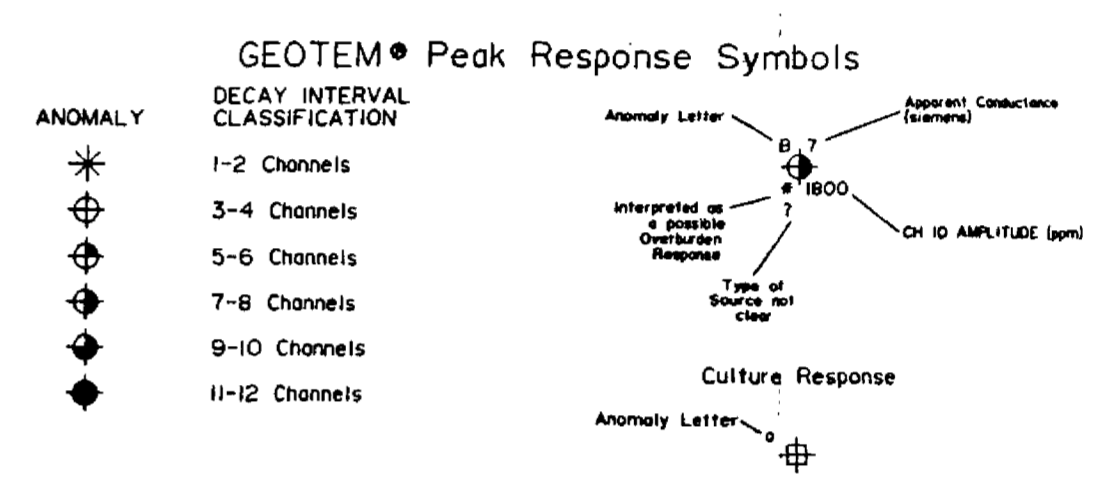 GEOTEM® Peak Response Symbols
ANOMALY
DECAY INTERVAL
CLASSIFICATION
1-2 Channels
3-4 Channels
5-6 Channels
7-8 Channels
9-10 Channels
11-12 Channels
Anomaly Letter
Apparent Conductance
(siemens)
B 7
# 1800
?
Interpreted as
a possible
Overburden
Response
CH 10 AMPLITUDE (ppm)
Type of
Source not
clear
Culture Response
Anomaly Letter
o